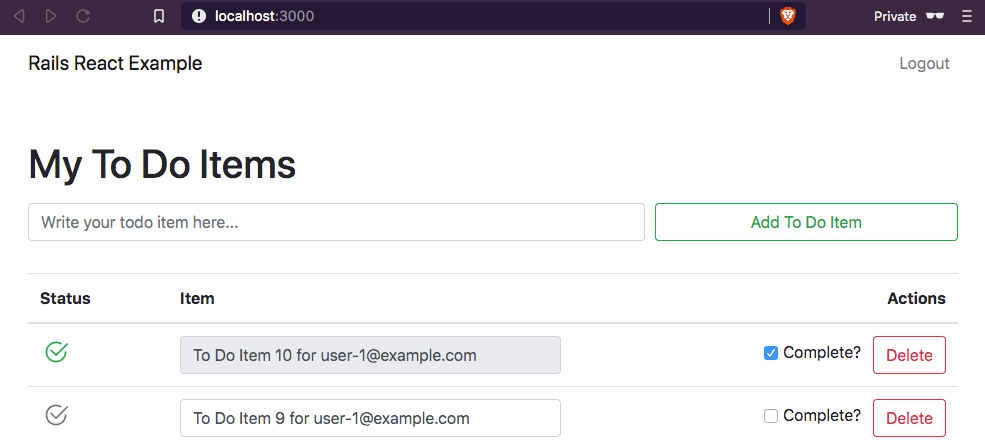 localhost:3000 Private
Rails React Example Logout
My To Do Items
Write your todo item here... Add To Do Item
Status Item Actions
To Do Item 10 for user-1@example.com Complete? Delete
To Do Item 9 for user-1@example.com Complete? Delete